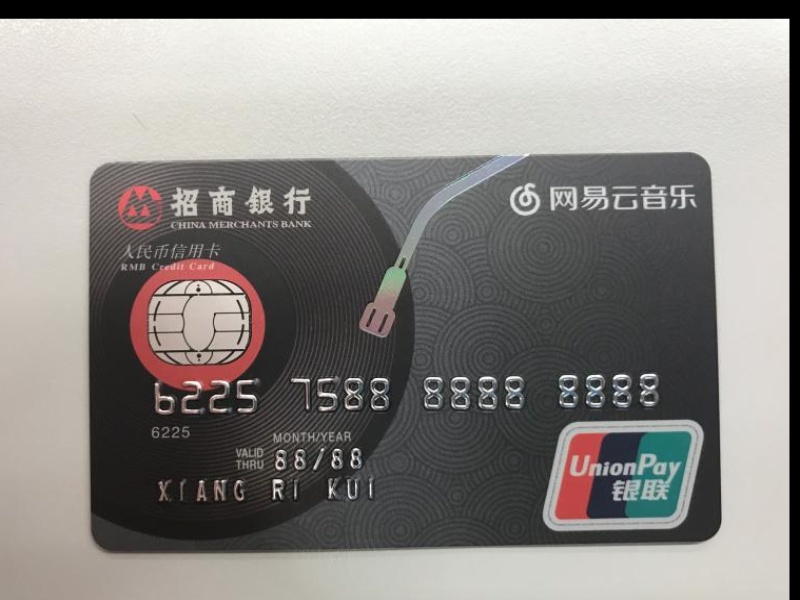 招商银行
CHINA MERCHANTS BANK
网易云音乐
人民币信用卡
RMB Credit Card
6225 7588 8888 8888
6225
MONTH/YEAR
VALID THRU 88/88
XIANG RI KUI
UnionPay
银联